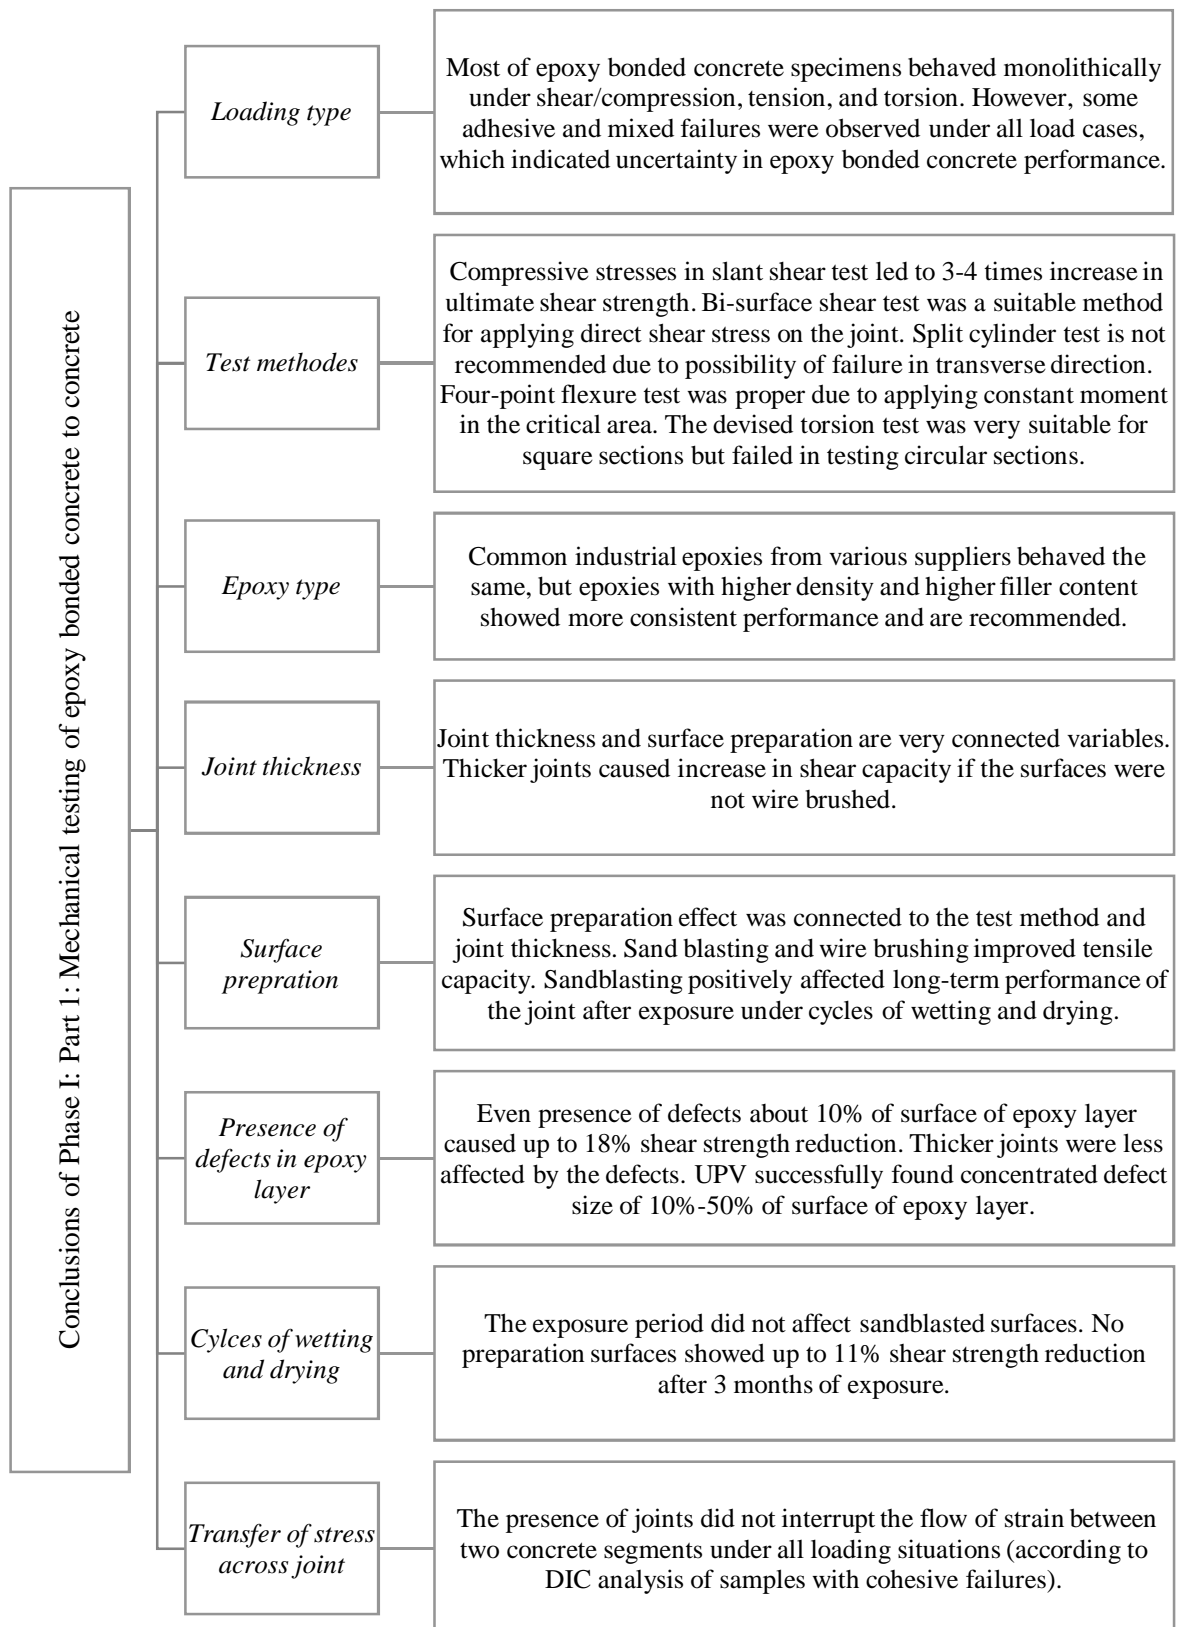 Conclusions of Phase I: Part 1: Mechanical testing of epoxy bonded concrete to concrete
Loading type
Most of epoxy bonded concrete specimens behaved monolithically
under shear/compression, tension, and torsion. However, some
adhesive and mixed failures were observed under all load cases,
which indicated uncertainty in epoxy bonded concrete performance.
Test methodes
Compressive stresses in slant shear test led to 3-4 times increase in
ultimate shear strength. Bi-surface shear test was a suitable method
for applying direct shear stress on the joint. Split cylinder test is not
recommended due to possibility of failure in transverse direction.
Four-point flexure test was proper due to applying constant moment
in the critical area. The devised torsion test was very suitable for
square sections but failed in testing circular sections.
Epoxy type
Common industrial epoxies from various suppliers behaved the
same, but epoxies with higher density and higher filler content
showed more consistent performance and are recommended.
Joint thickness
Joint thickness and surface preparation are very connected variables.
Thicker joints caused increase in shear capacity if the surfaces were
not wire brushed.
Surface
prepration
Surface preparation effect was connected to the test method and
joint thickness. Sand blasting and wire brushing improved tensile
capacity. Sandblasting positively affected long-term performance of
the joint after exposure under cycles of wetting and drying.
Presence of
defects in epoxy
layer
Even presence of defects about 10% of surface of epoxy layer
caused up to 18% shear strength reduction. Thicker joints were less
affected by the defects. UPV successfully found concentrated defect
size of 10%-50% of surface of epoxy layer.
Cylces of wetting
and drying
The exposure period did not affect sandblasted surfaces. No
preparation surfaces showed up to 11% shear strength reduction
after 3 months of exposure.
Transfer of stress
across joint
The presence of joints did not interrupt the flow of strain between
two concrete segments under all loading situations (according to
DIC analysis of samples with cohesive failures).